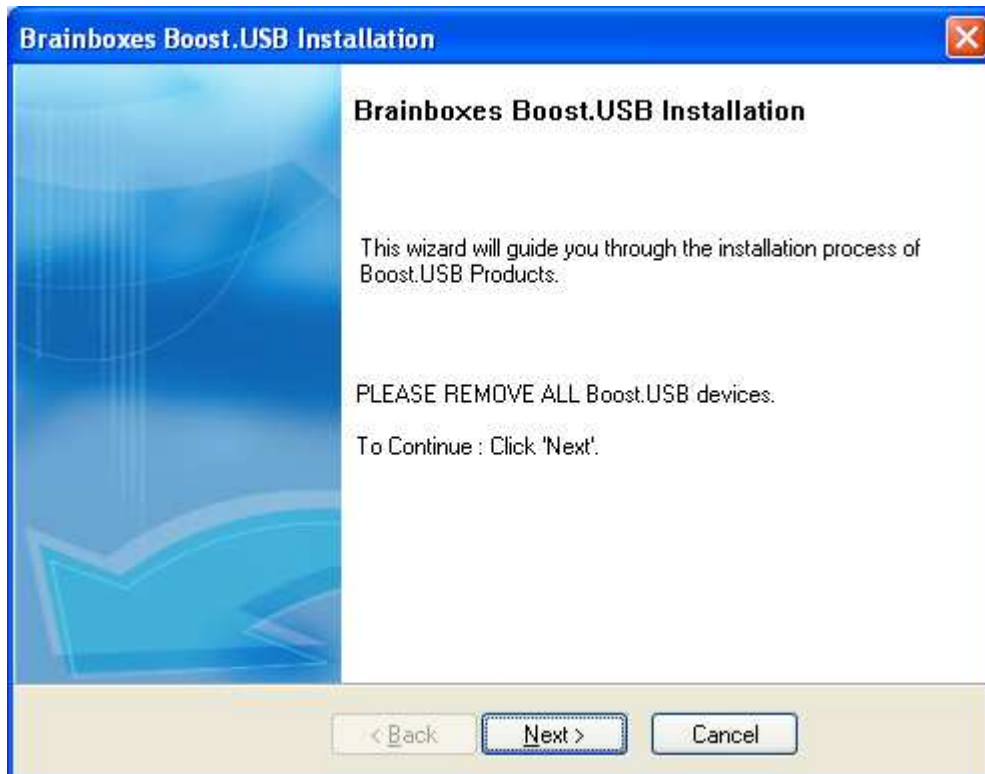 Brainboxes Boost.USB Installation
Brainboxes Boost.USB Installation
This wizard will guide you through the installation process of
Boost.USB Products.
PLEASE REMOVE ALL Boost.USB devices.
To Continue : Click 'Next'.
< Back
Next >
Cancel